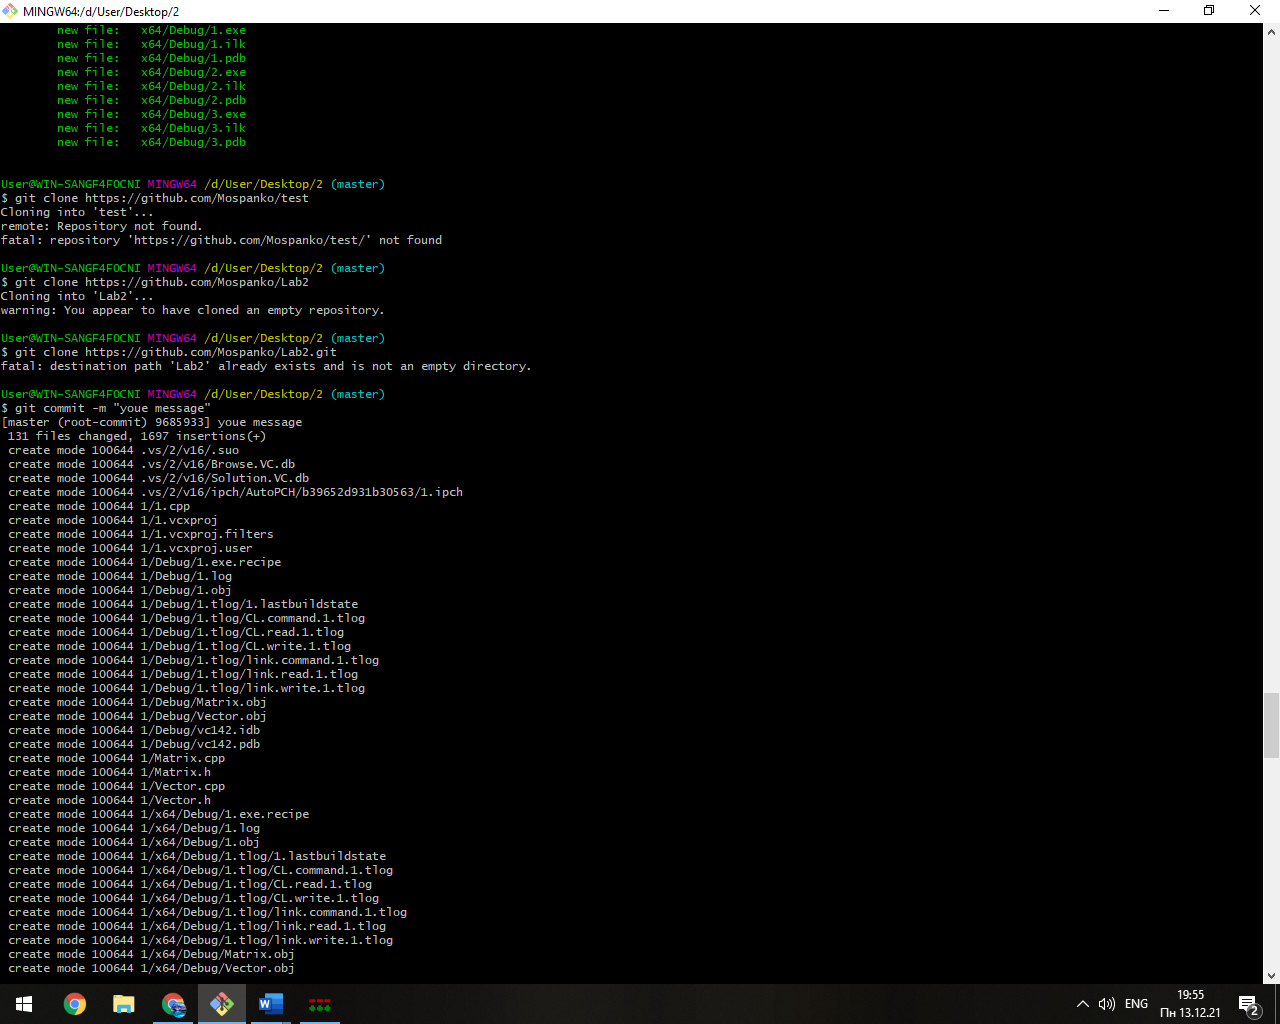 MINGW64:/d/User/Desktop/2
new file: x64/Debug/1.exe
new file: x64/Debug/1.ilk
new file: x64/Debug/1.pdb
new file: x64/Debug/2.exe
new file: x64/Debug/2.ilk
new file: x64/Debug/2.pdb
new file: x64/Debug/3.exe
new file: x64/Debug/3.ilk
new file: x64/Debug/3.pdb
User@WIN-SANGF4FOCNI MINGW64 /d/User/Desktop/2 (master)
$ git clone https://github.com/Mospanko/test
Cloning into 'test'...
remote: Repository not found.
fatal: repository 'https://github.com/Mospanko/test/' not found
User@WIN-SANGF4FOCNI MINGW64 /d/User/Desktop/2 (master)
$ git clone https://github.com/Mospanko/Lab2
Cloning into 'Lab2'...
warning: You appear to have cloned an empty repository.
User@WIN-SANGF4FOCNI MINGW64 /d/User/Desktop/2 (master)
$ git clone https://github.com/Mospanko/Lab2.git
fatal: destination path 'Lab2' already exists and is not an empty directory.
User@WIN-SANGF4FOCNI MINGW64 /d/User/Desktop/2 (master)
$ git commit -m "youe message"
[master (root-commit) 9685933] youe message
131 files changed, 1697 insertions(+)
create mode 100644 .vs/2/v16/.suo
create mode 100644 .vs/2/v16/Browse.VC.db
create mode 100644 .vs/2/v16/Solution.VC.db
create mode 100644 .vs/2/v16/ipch/AutoPCH/b39652d931b30563/1.ipch
create mode 100644 1/1.cpp
create mode 100644 1/1.vcxproj
create mode 100644 1/1.vcxproj.filters
create mode 100644 1/1.vcxproj.user
create mode 100644 1/Debug/1.exe.recipe
create mode 100644 1/Debug/1.log
create mode 100644 1/Debug/1.obj
create mode 100644 1/Debug/1.tlog/1.lastbuildstate
create mode 100644 1/Debug/1.tlog/CL.command.1.tlog
create mode 100644 1/Debug/1.tlog/CL.read.1.tlog
create mode 100644 1/Debug/1.tlog/CL.write.1.tlog
create mode 100644 1/Debug/1.tlog/link.command.1.tlog
create mode 100644 1/Debug/1.tlog/link.read.1.tlog
create mode 100644 1/Debug/1.tlog/link.write.1.tlog
create mode 100644 1/Debug/Matrix.obj
create mode 100644 1/Debug/Vector.obj
create mode 100644 1/Debug/vc142.idb
create mode 100644 1/Debug/vc142.pdb
create mode 100644 1/Matrix.cpp
create mode 100644 1/Matrix.h
create mode 100644 1/Vector.cpp
create mode 100644 1/Vector.h
create mode 100644 1/x64/Debug/1.exe.recipe
create mode 100644 1/x64/Debug/1.log
create mode 100644 1/x64/Debug/1.obj
create mode 100644 1/x64/Debug/1.tlog/1.lastbuildstate
create mode 100644 1/x64/Debug/1.tlog/CL.command.1.tlog
create mode 100644 1/x64/Debug/1.tlog/CL.read.1.tlog
create mode 100644 1/x64/Debug/1.tlog/CL.write.1.tlog
create mode 100644 1/x64/Debug/1.tlog/link.command.1.tlog
create mode 100644 1/x64/Debug/1.tlog/link.read.1.tlog
create mode 100644 1/x64/Debug/1.tlog/link.write.1.tlog
create mode 100644 1/x64/Debug/Matrix.obj
create mode 100644 1/x64/Debug/Vector.obj
ENG
19:55
Пн 13.12.21
2